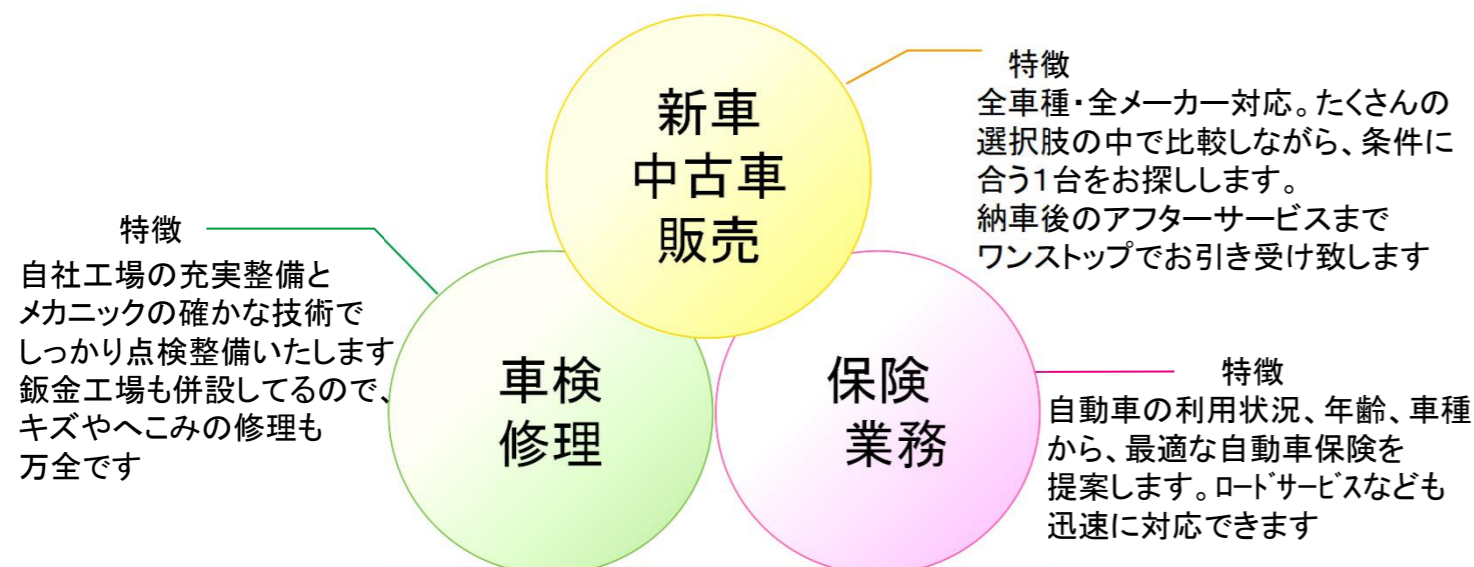 新車
中古車
販売
特徴
全車種・全メーカー対応。たくさんの
選択肢の中で比較しながら、条件に
合う1台をお探しします。
納車後のアフターサービスまで
ワンストップでお引き受け致します
特徴
自社工場の充実整備と
メカニックの確かな技術で
しっかり点検整備いたします
鈑金工場も併設してるので、
キズやへこみの修理も
万全です
車検
修理
保険
業務
特徴
自動車の利用状況、年齢、車種
から、最適な自動車保険を
提案します。ﾛｰﾄﾞｻｰﾋﾞｽなども
迅速に対応できます